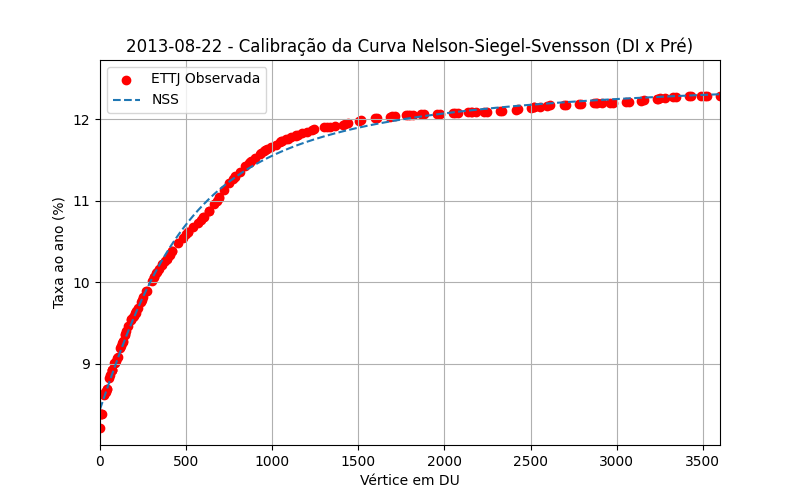 2013-08-22 - Calibração da Curva Nelson-Siegel-Svensson (DI x Pré)
ETTJ Observada
NSS
Taxa ao ano (%)
12
11
10
9
0 500 1000 1500 2000 2500 3000 3500
Vértice em DU